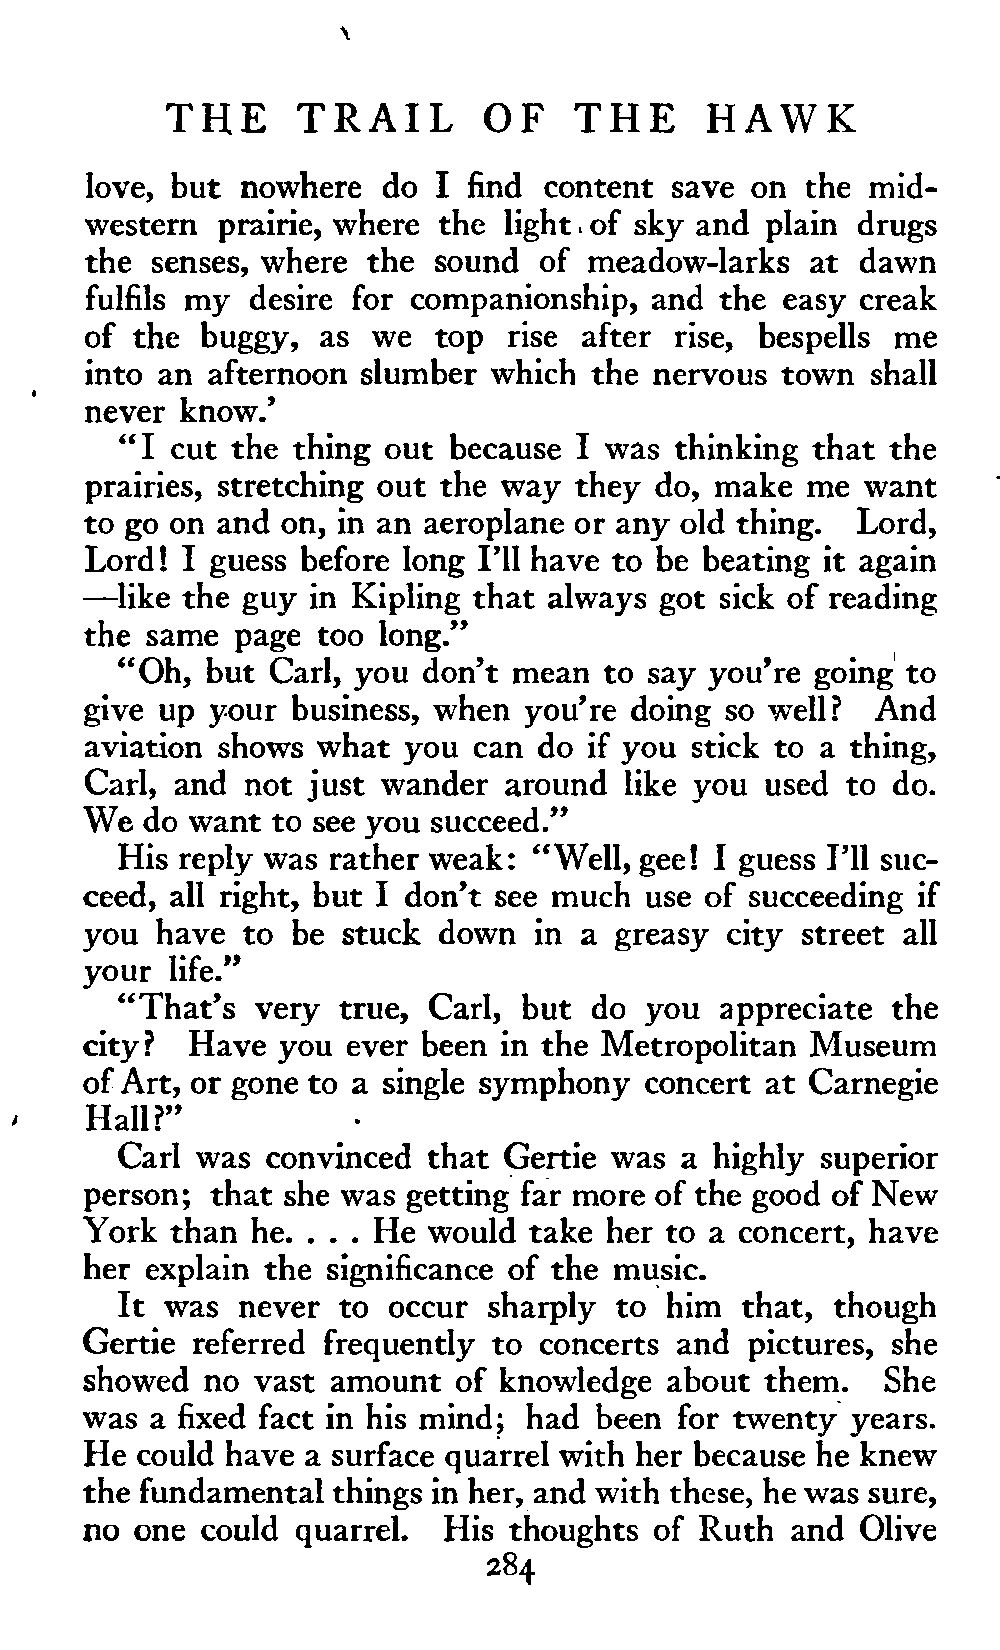 THE TRAIL OF THE HAWK
love, but nowhere do I find content save on the mid-
western prairie, where the light of sky and plain drugs
the senses, where the sound of meadow-larks at dawn
fulfils my desire for companionship, and the easy creak
of the buggy, as we top rise after rise, bespells me
into an afternoon slumber which the nervous town shall
never know.'
"I cut the thing out because I was thinking that the
prairies, stretching out the way they do, make me want
to go on and on, in an aeroplane or any old thing. Lord,
Lord! I guess before long I'll have to be beating it again
—like the guy in Kipling that always got sick of reading
the same page too long."
"Oh, but Carl, you don't mean to say you're going to
give up your business, when you're doing so well? And
aviation shows what you can do if you stick to a thing,
Carl, and not just wander around like you used to do.
We do want to see you succeed."
His reply was rather weak: "Well, gee! I guess I'll suc-
ceed, all right, but I don't see much use of succeeding if
you have to be stuck down in a greasy city street all
your life."
"That's very true, Carl, but do you appreciate the
city? Have you ever been in the Metropolitan Museum
of Art, or gone to a single symphony concert at Carnegie
Hall?"
Carl was convinced that Gertie was a highly superior
person; that she was getting far more of the good of New
York than he. . . . He would take her to a concert, have
her explain the significance of the music.
It was never to occur sharply to him that, though
Gertie referred frequently to concerts and pictures, she
showed no vast amount of knowledge about them. She
was a fixed fact in his mind; had been for twenty years.
He could have a surface quarrel with her because he knew
the fundamental things in her, and with these, he was sure,
no one could quarrel. His thoughts of Ruth and Olive
284